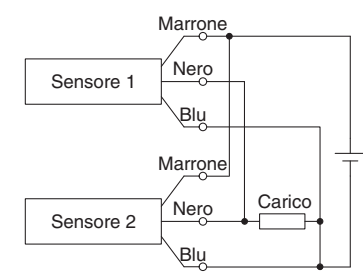 Marrone
Nero
Sensore 1
Blu
Marrone
Nero
Carico
Sensore 2
Blu